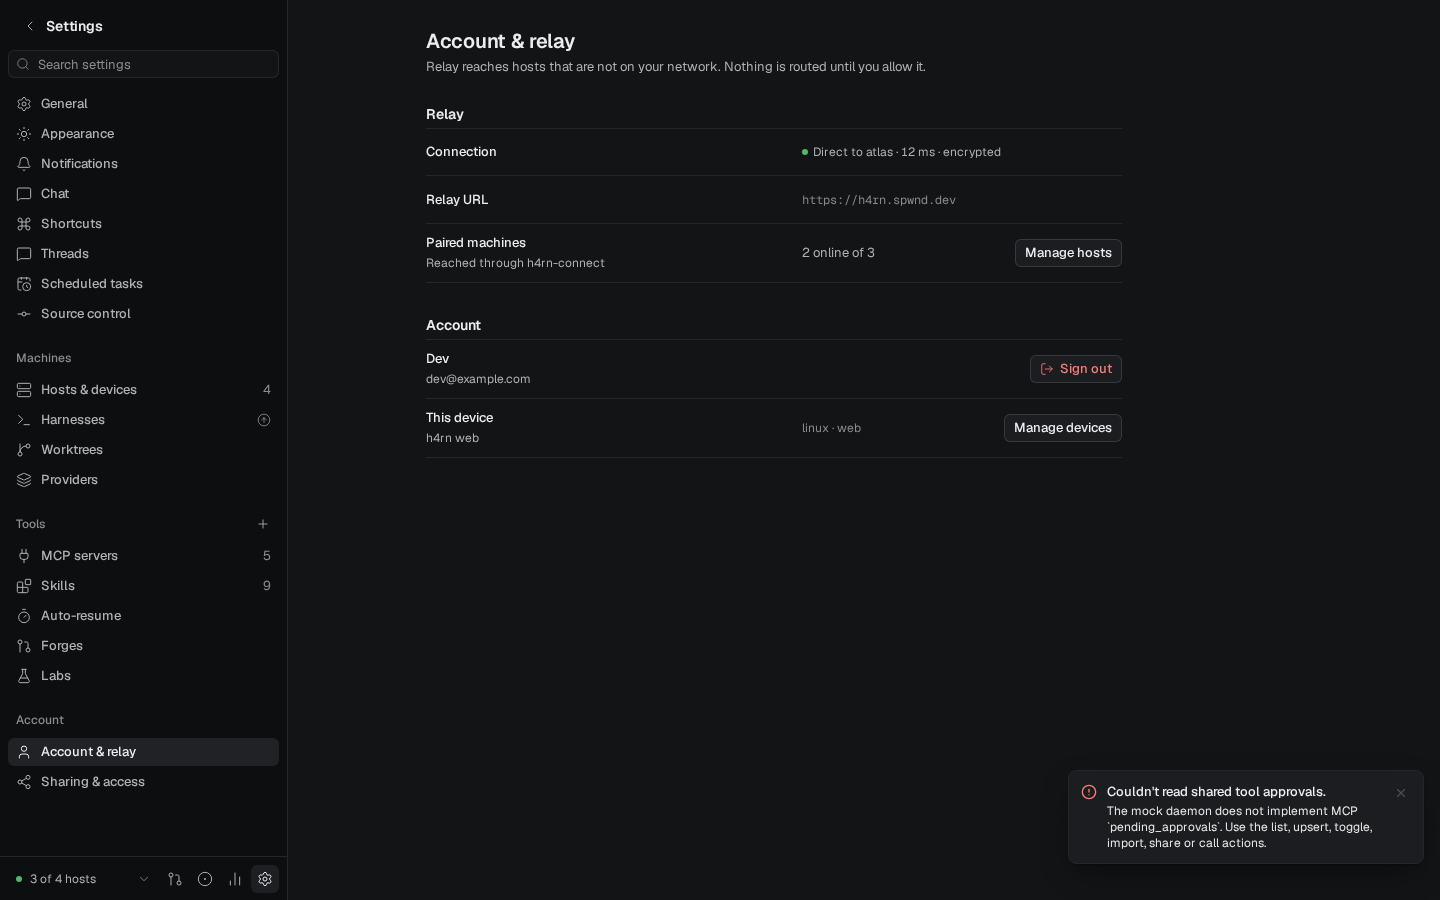 Settings
Search settings
General
Appearance
Notifications
Chat
Shortcuts
Threads
Scheduled tasks
Source control
Machines
Hosts & devices 4
Harnesses
Worktrees
Providers
Tools
MCP servers 5
Skills 9
Auto-resume
Forges
Labs
Account
Account & relay
Sharing & access
3 of 4 hosts
Account & relay
Relay reaches hosts that are not on your network. Nothing is routed until you allow it.
Relay
Connection Direct to atlas · 12 ms · encrypted
Relay URL https://h4rn.spwnd.dev
Paired machines
Reached through h4rn-connect
2 online of 3
Manage hosts
Account
Dev
dev@example.com
Sign out
This device
h4rn web
linux · web
Manage devices
Couldn't read shared tool approvals.
The mock daemon does not implement MCP
`pending_approvals`. Use the list, upsert, toggle,
import, share or call actions.